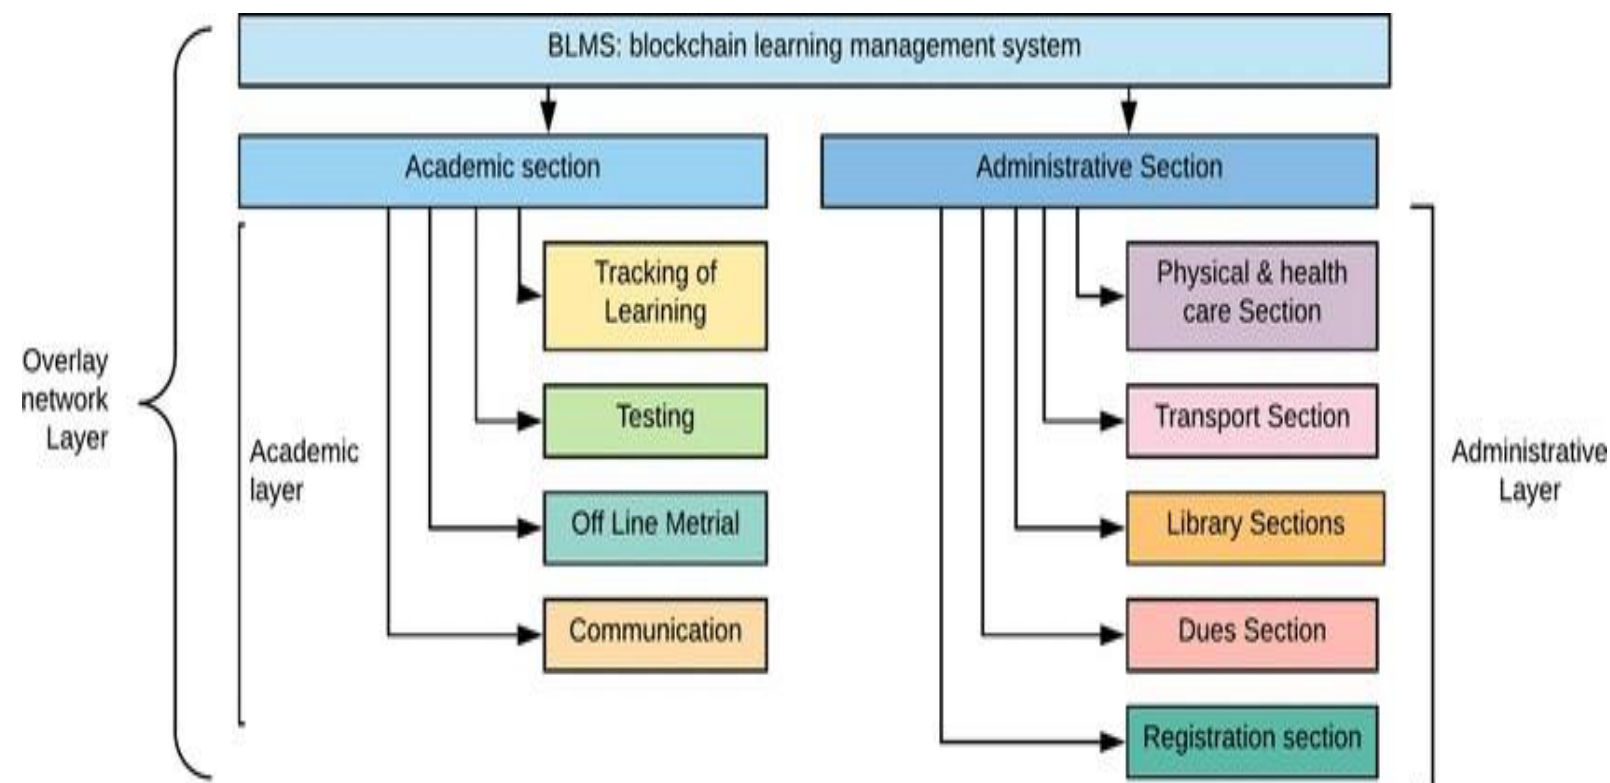 BLMS: blockchain learning management system
Academic section
Administrative Section
Tracking of
Learining
Physical & health
care Section
Overlay
network
Layer
Testing
Transport Section
Academic
layer
Administrative
Layer
Off Line Metrial
Library Sections
Communication
Dues Section
Registration section